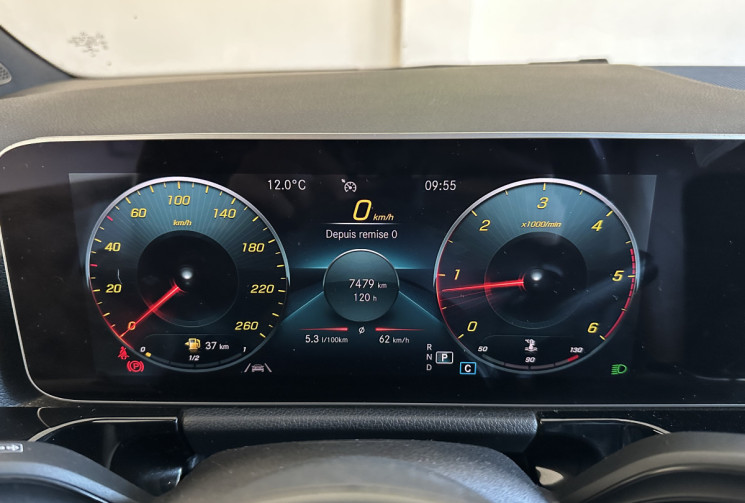 12.0°C
09:55
0 km/h
Depuis remise 0
7479 km
120 h
5.3 l/100km
Ø
62 km/h
0
20
40
60
100
140
180
220
260
km/h
37 km
0
1/2
1
0
1
2
3
4
5
6
x1000/min
50
90
130
R
N
P
D
C
(P)